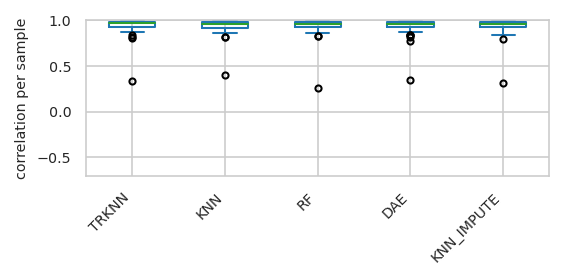 correlation per sample
1.0
0.5
0.0
−0.5
TRKNN
KNN
RF
DAE
KNN_IMPUTE